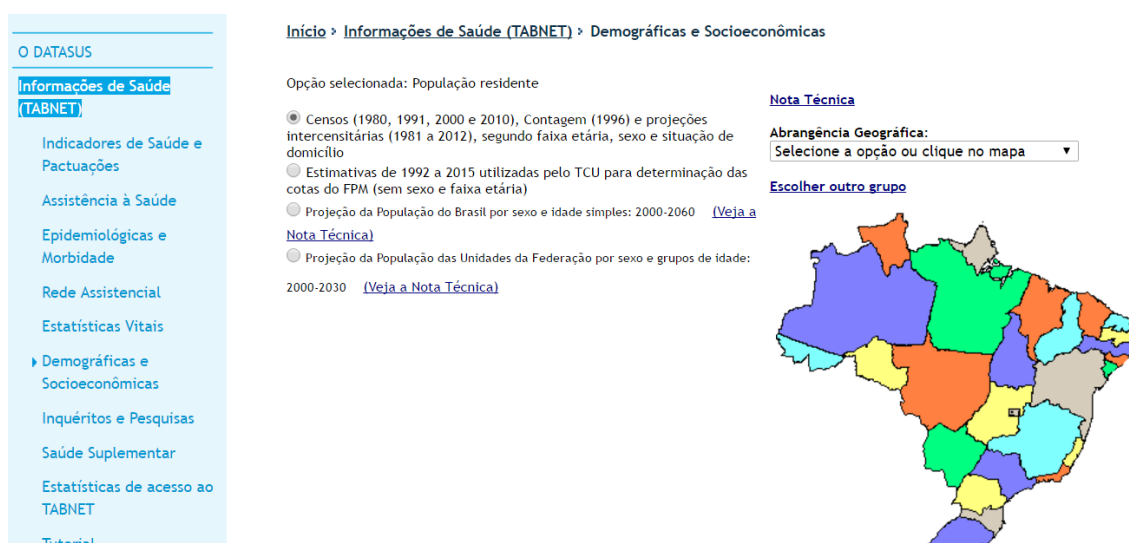 O DATASUS
Informações de Saúde
(TABNET)
Indicadores de Saúde e
Pactuações
Assistência à Saúde
Epidemiológicas e
Morbidade
Rede Assistencial
Estatísticas Vitais
Demográficas e
Socioeconômicas
Inquéritos e Pesquisas
Saúde Suplementar
Estatísticas de acesso ao
TABNET
Tutorial
Início › Informações de Saúde (TABNET) › Demográficas e Socioeconômicas
Opção selecionada: População residente
Censos (1980, 1991, 2000 e 2010), Contagem (1996) e projeções
intercensitárias (1981 a 2012), segundo faixa etária, sexo e situação de
domicílio
Estimativas de 1992 a 2015 utilizadas pelo TCU para determinação das
cotas do FPM (sem sexo e faixa etária)
Projeção da População do Brasil por sexo e idade simples: 2000-2060 (Veja a
Nota Técnica)
Projeção da População das Unidades da Federação por sexo e grupos de idade:
2000-2030 (Veja a Nota Técnica)
Nota Técnica
Abrangência Geográfica:
Selecione a opção ou clique no mapa
Escolher outro grupo